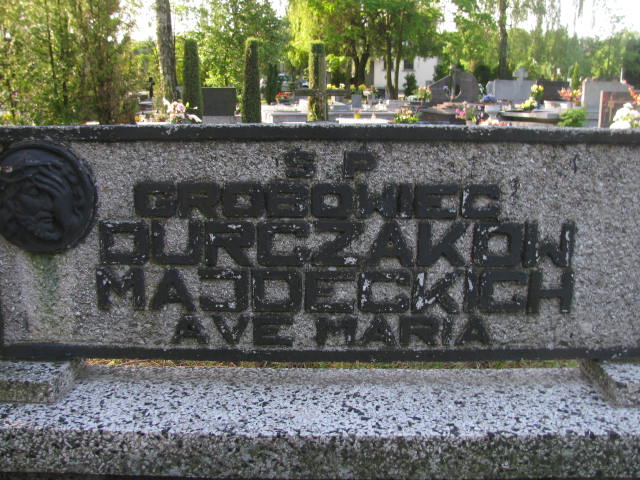 S P
GROBOWIEC
DURCZAKÓW
MAJDECKICH
AVE MARIA